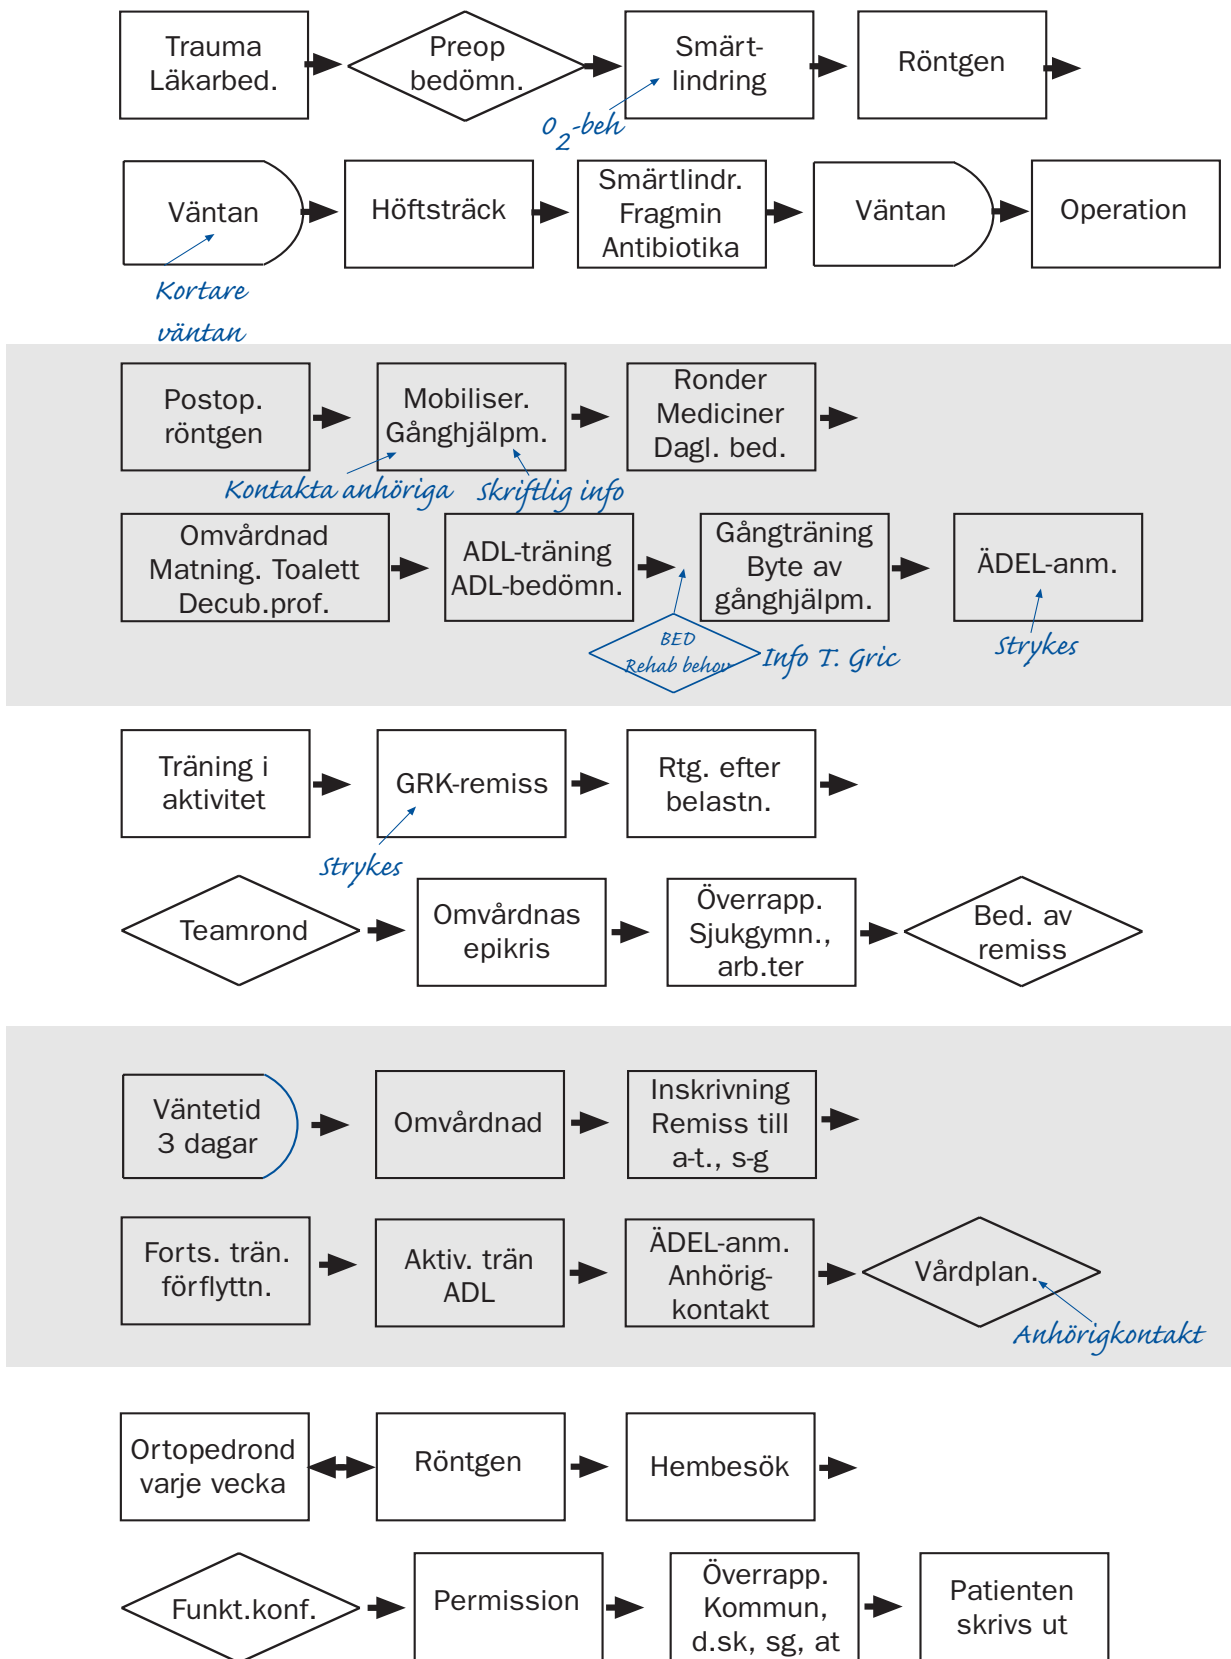 Trauma
Läkarbed.
Preop
bedömn.
Smärt-
lindring
Röntgen
O2-beh
Väntan
Höftsträck
Smärtlindr.
Fragmin
Antibiotika
Väntan
Operation
Kortare
väntan
Postop.
röntgen
Mobiliser.
Gånghjälpm.
Ronder
Mediciner
Dagl. bed.
Kontakta anhöriga
Skriftlig info
Omvårdnad
Matning. Toalett
Decub.prof.
ADL-träning
ADL-bedömn.
Gångträning
Byte av
gånghjälpm.
ÄDEL-anm.
BED
Rehab behov
Info T. Gric
Strykes
Träning i
aktivitet
GRK-remiss
Rtg. efter
belastn.
Strykes
Teamrond
Omvårdnas
epikris
Överrapp.
Sjukgymn.,
arb.ter
Bed. av
remiss
Väntetid
3 dagar
Omvårdnad
Inskrivning
Remiss till
a-t., s-g
Forts. trän.
förflyttn.
Aktiv. trän
ADL
ÄDEL-anm.
Anhörig-
kontakt
Vårdplan.
Anhörigkontakt
Ortopedrond
varje vecka
Röntgen
Hembesök
Funkt.konf.
Permission
Överrapp.
Kommun,
d.sk, sg, at
Patienten
skrivs ut